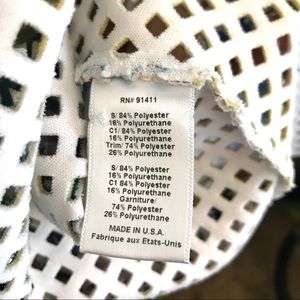 RN# 91411
S/ 84% Polyester
16% Polyurethane
C1/ 84% Polyester
16% Polyurethane
Trim/ 74% Polyester
26% Polyurethane
S/ 84% Polyester
16% Polyurethane
C1 84% Polyester
16% Polyurethane
Garniture/
74% Polyester
26% Polyurethane
MADE IN U.S.A.
Fabrique aux Etats-Unis